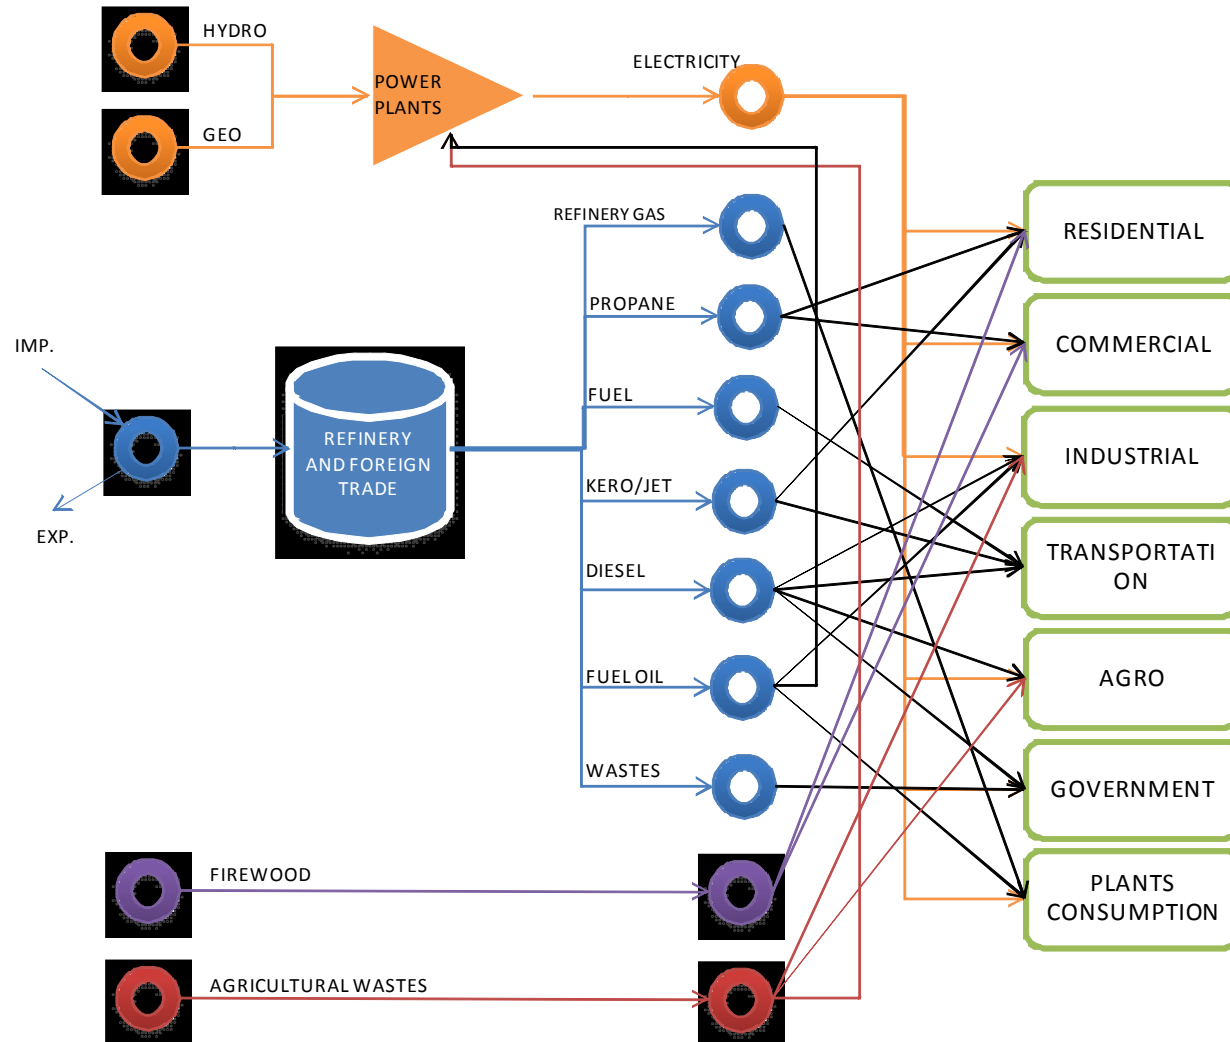 HYDRO
POWER
PLANTS
ELECTRICITY
GEO
REFINERY GAS
RESIDENTIAL
PROPANE
IMP.
COMMERCIAL
FUEL
REFINERY
AND FOREIGN
TRADE
INDUSTRIAL
KERO/JET
EXP.
TRANSPORTATI
ON
DIESEL
FUEL OIL
AGRO
WASTES
GOVERNMENT
FIREWOOD
PLANTS
CONSUMPTION
AGRICULTURAL WASTES